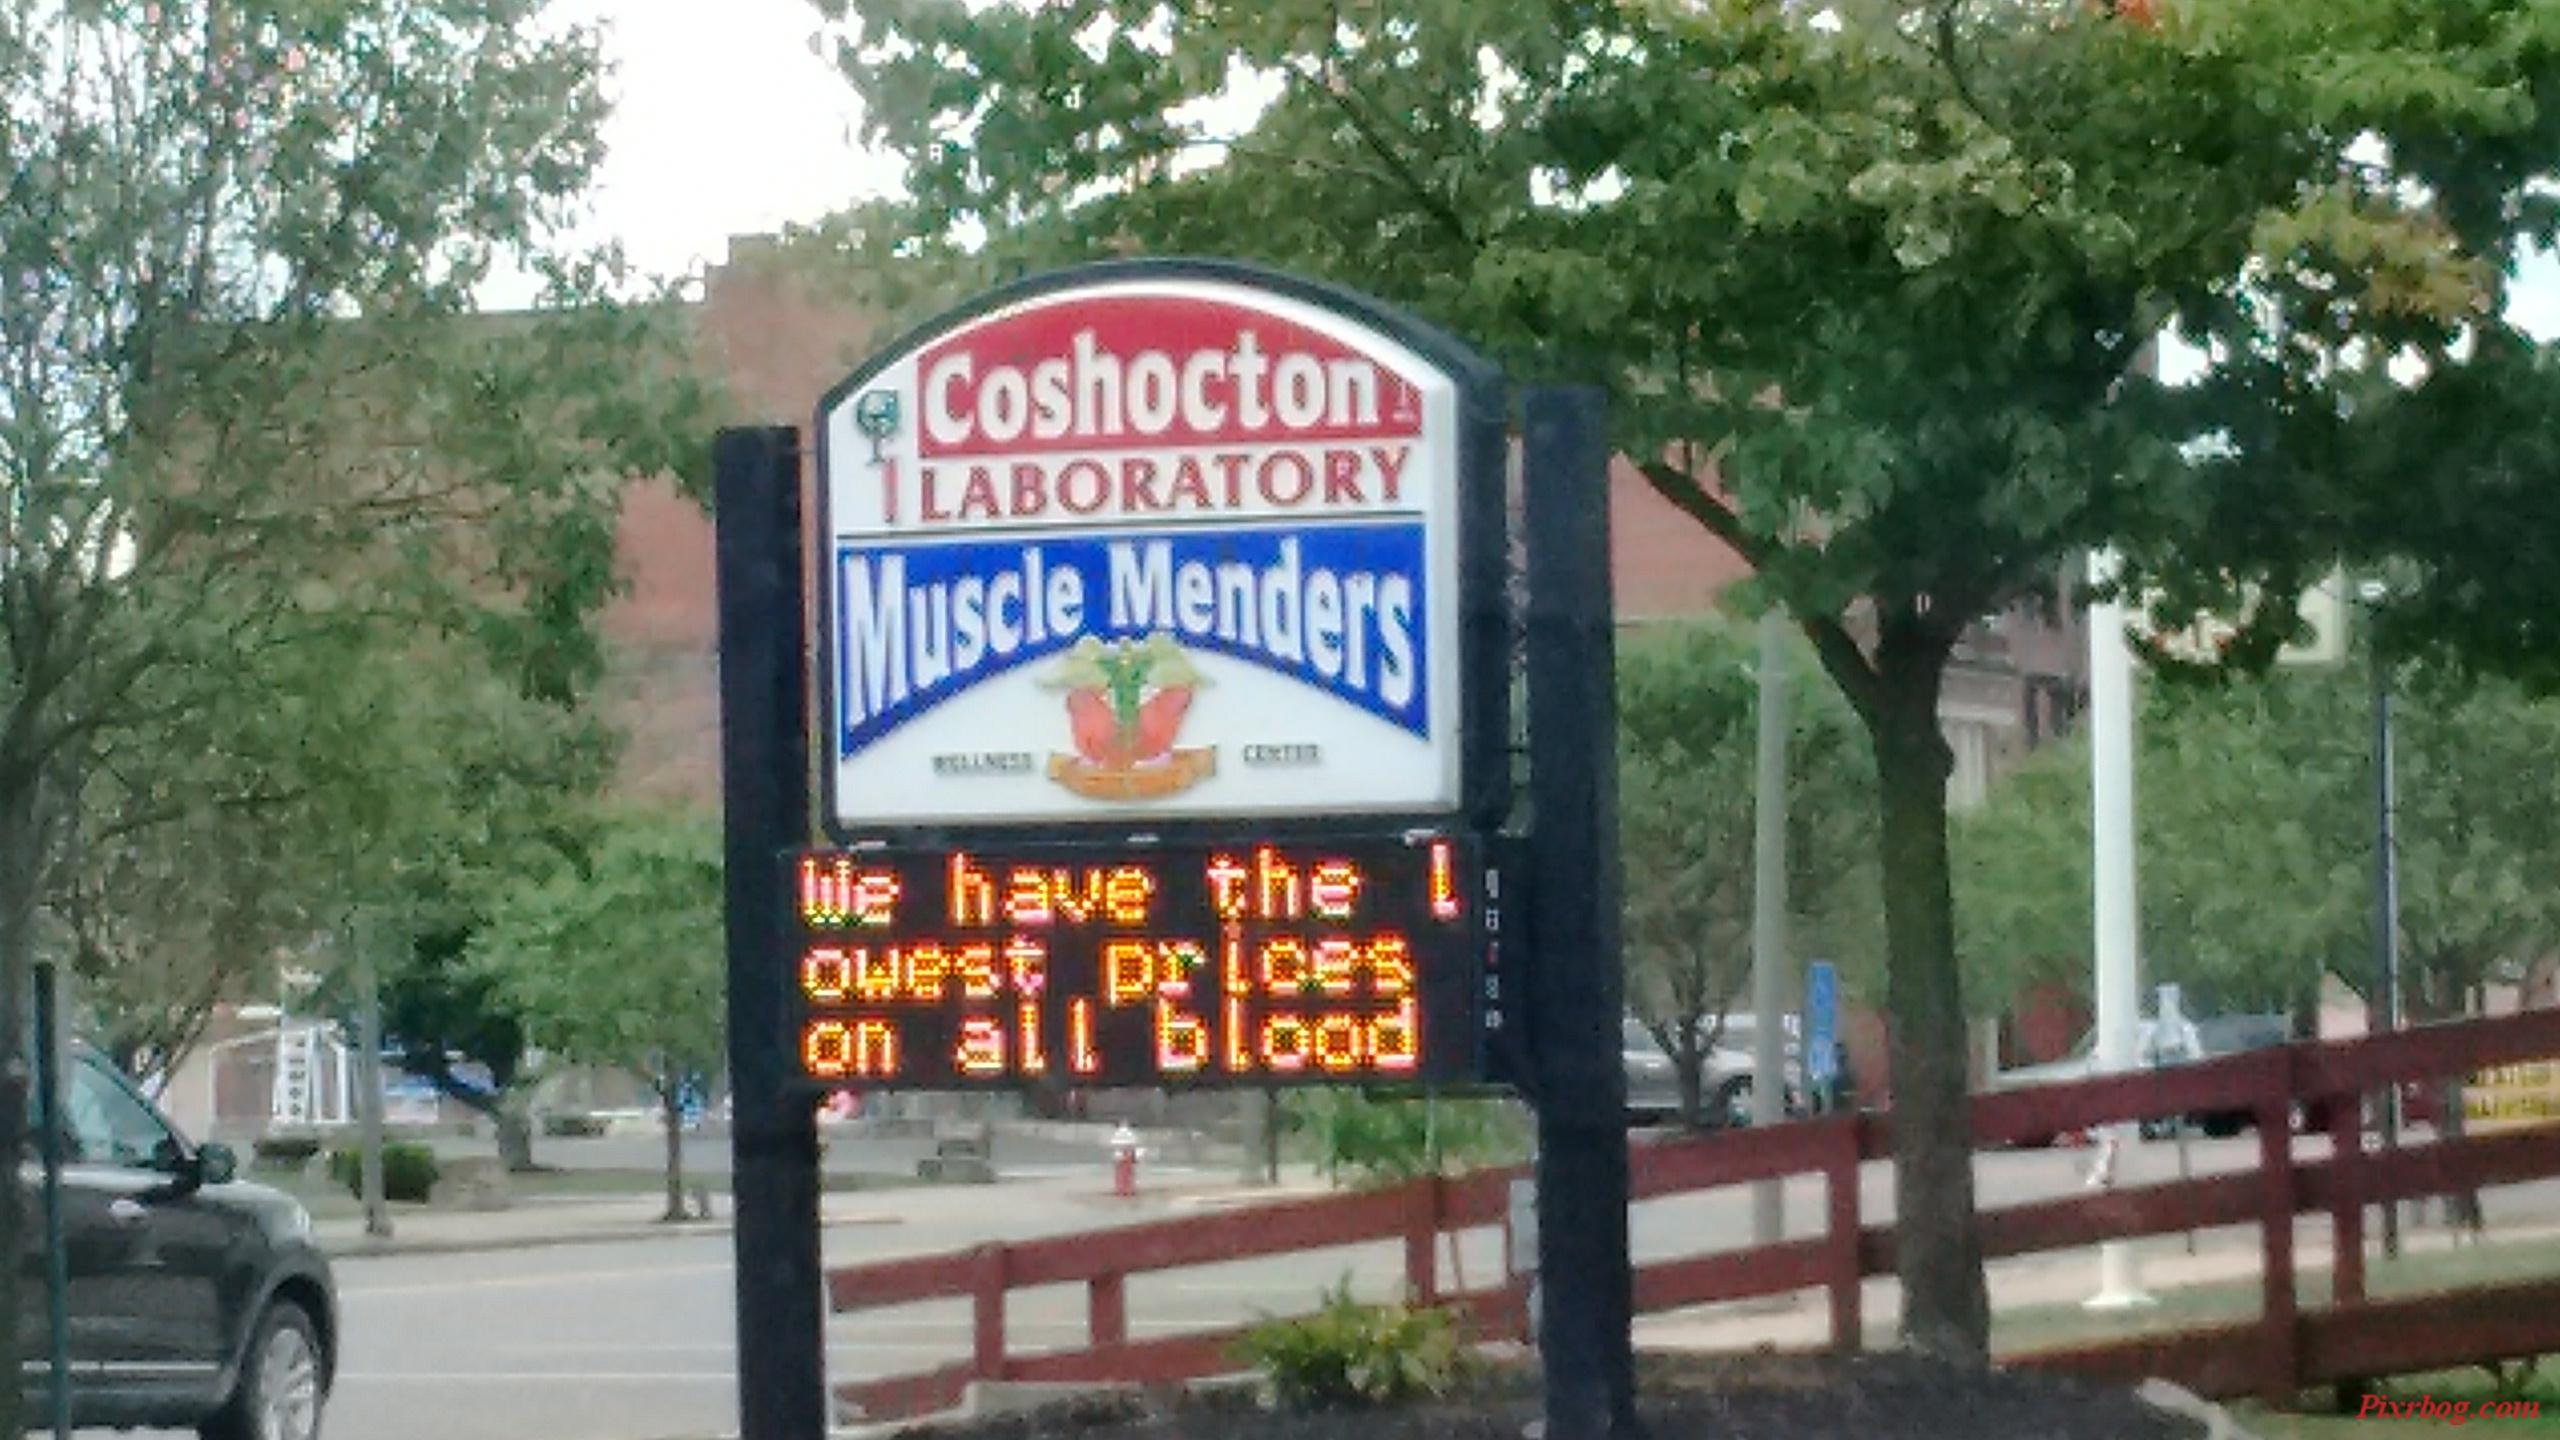 Coshocton
LABORATORY
Muscle Menders
WELLNESS CENTER
We have the l
owest prices
on all blood
Pixrbog.com